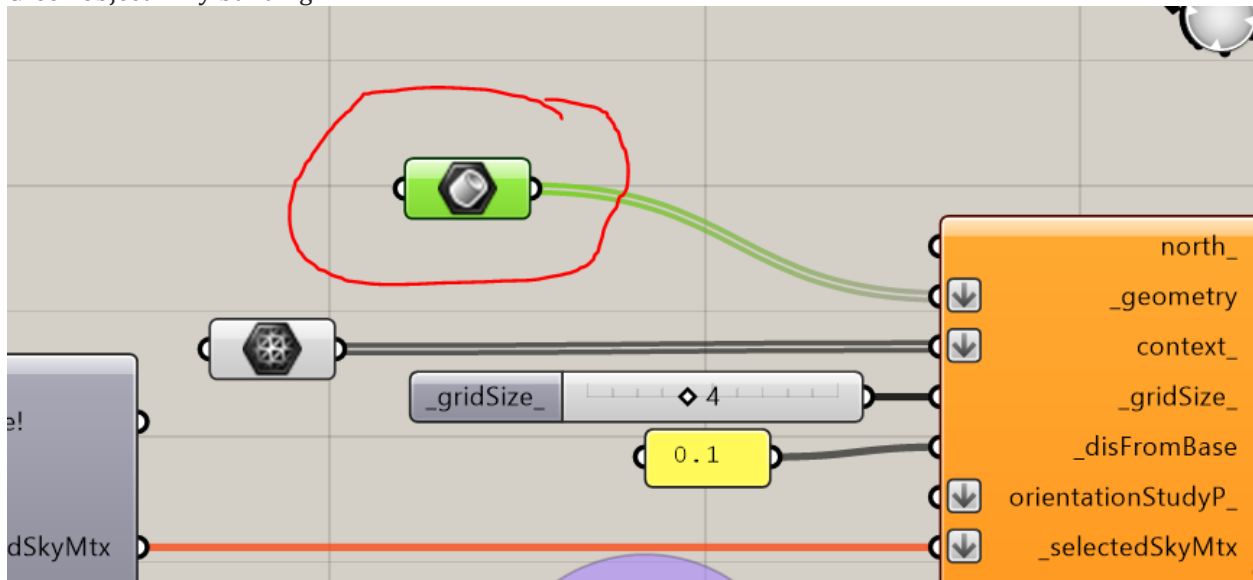 north_
_geometry
context_
_gridSize_ 4 _gridSize_
e!
0.1 _disFromBase
orientationStudyP_
dSkyMtx _selectedSkyMtx